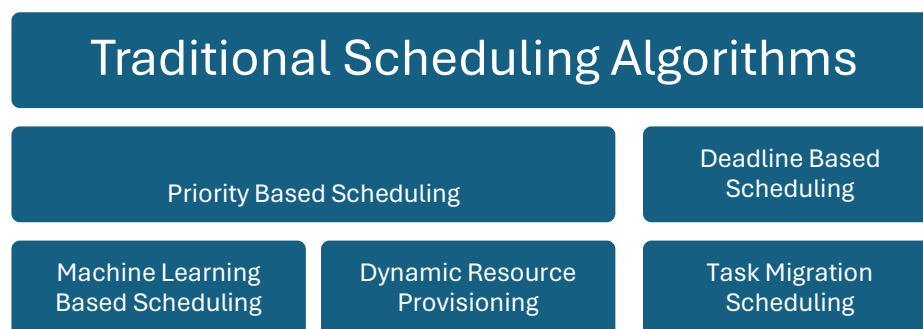 Traditional Scheduling Algorithms
Priority Based Scheduling
Deadline Based
Scheduling
Machine Learning
Based Scheduling
Dynamic Resource
Provisioning
Task Migration
Scheduling